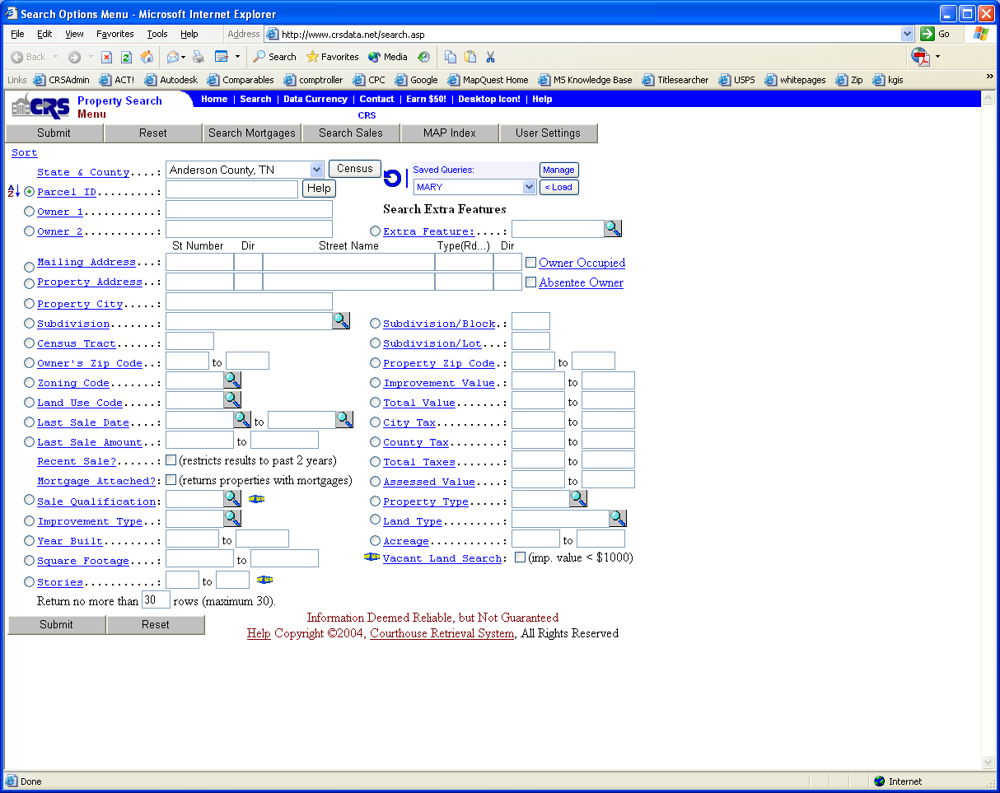 Search Options Menu - Microsoft Internet Explorer
File Edit View Favorites Tools Help Address http://www.crsdata.net/search.asp Go
Back Search Favorites Media
Links CRSAdmin ACT! Autodesk Comparables comptroller CPC Google MapQuest Home MS Knowledge Base Titlesearcher USPS whitepages Zip kgis »
CRS Property Search Home | Search | Data Currency | Contact | Earn $50! | Desktop Icon! | Help
Menu CRS
Submit Reset Search Mortgages Search Sales MAP Index User Settings
Sort
State & County....: Anderson County, TN Census Saved Queries: Manage
A Z Parcel ID.........: Help MARY < Load
Owner 1...........: Search Extra Features
Owner 2...........: Extra Feature:....:
St Number Dir Street Name Type(Rd...) Dir
Mailing Address...: Owner Occupied
Property Address..: Absentee Owner
Property City.....:
Subdivision.......: Subdivision/Block.:
Census Tract......: Subdivision/Lot...:
Owner's Zip Code..: to Property Zip Code.: to
Zoning Code.......: Improvement Value.: to
Land Use Code.....: Total Value.......: to
Last Sale Date....: to City Tax..........: to
Last Sale Amount..: to County Tax........: to
Recent Sale?......: (restricts results to past 2 years) Total Taxes.......: to
Mortgage Attached?: (returns properties with mortgages) Assessed Value....: to
Sale Qualification: Property Type.....:
Improvement Type..: Land Type.........:
Year Built........: to Acreage...........: to
Square Footage....: to Vacant Land Search: (imp. value < $1000)
Stories...........: to
Return no more than 30 rows (maximum 30).
Submit Reset Information Deemed Reliable, but Not Guaranteed
Help Copyright ©2004, Courthouse Retrieval System, All Rights Reserved
Done Internet